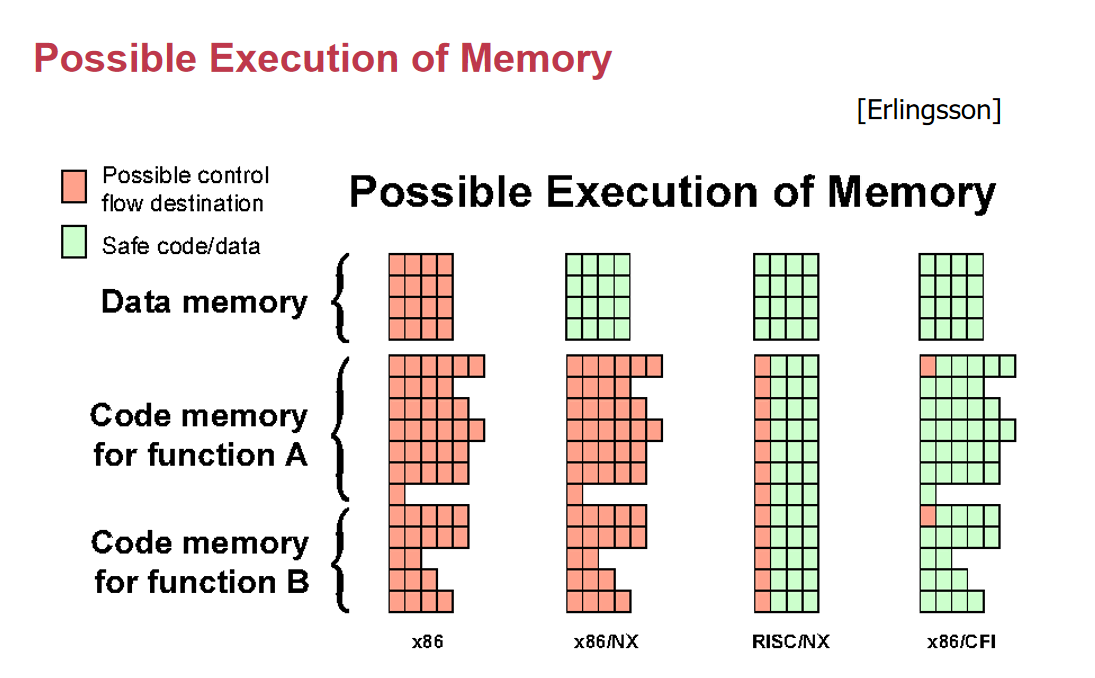 Possible Execution of Memory
[Erlingsson]
Possible control
flow destination
Possible Execution of Memory
Safe code/data
Data memory
Code memory
for function A
Code memory
for function B
x86
x86/NX
RISC/NX
x86/CFI